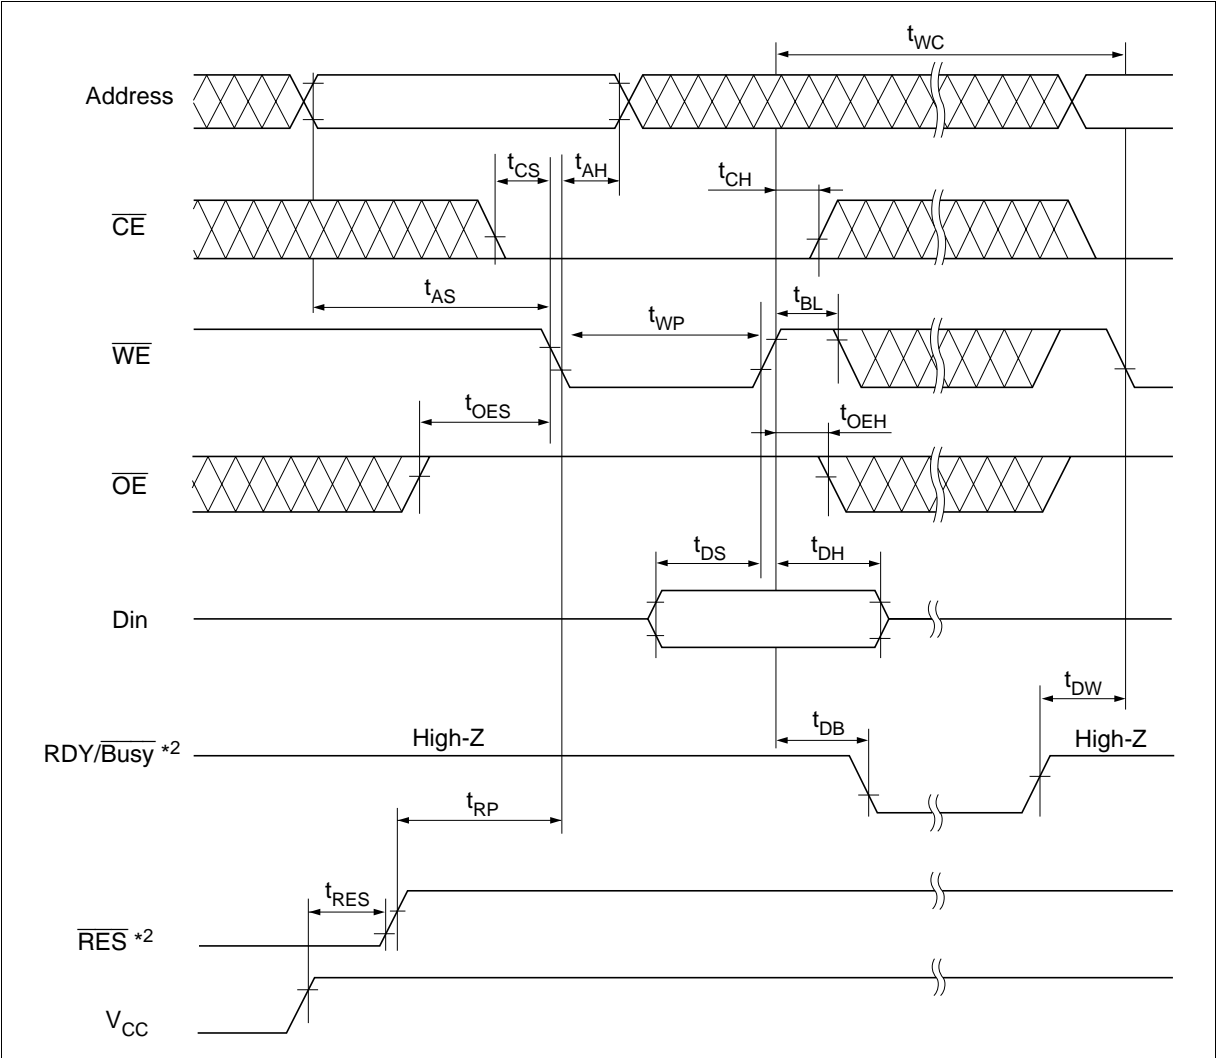 tWC
Address
tCS tAH
tCH
CE
tAS
tBL
tWP
WE
tOES
tOEH
OE
tDS tDH
Din
tDW
tDB
RDY/Busy *2 High-Z High-Z
tRP
tRES
RES *2
VCC